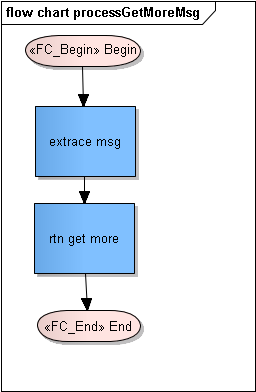 flow chart processGetMoreMsg
«FC_Begin» Begin
extrace msg
rtn get more
«FC_End» End